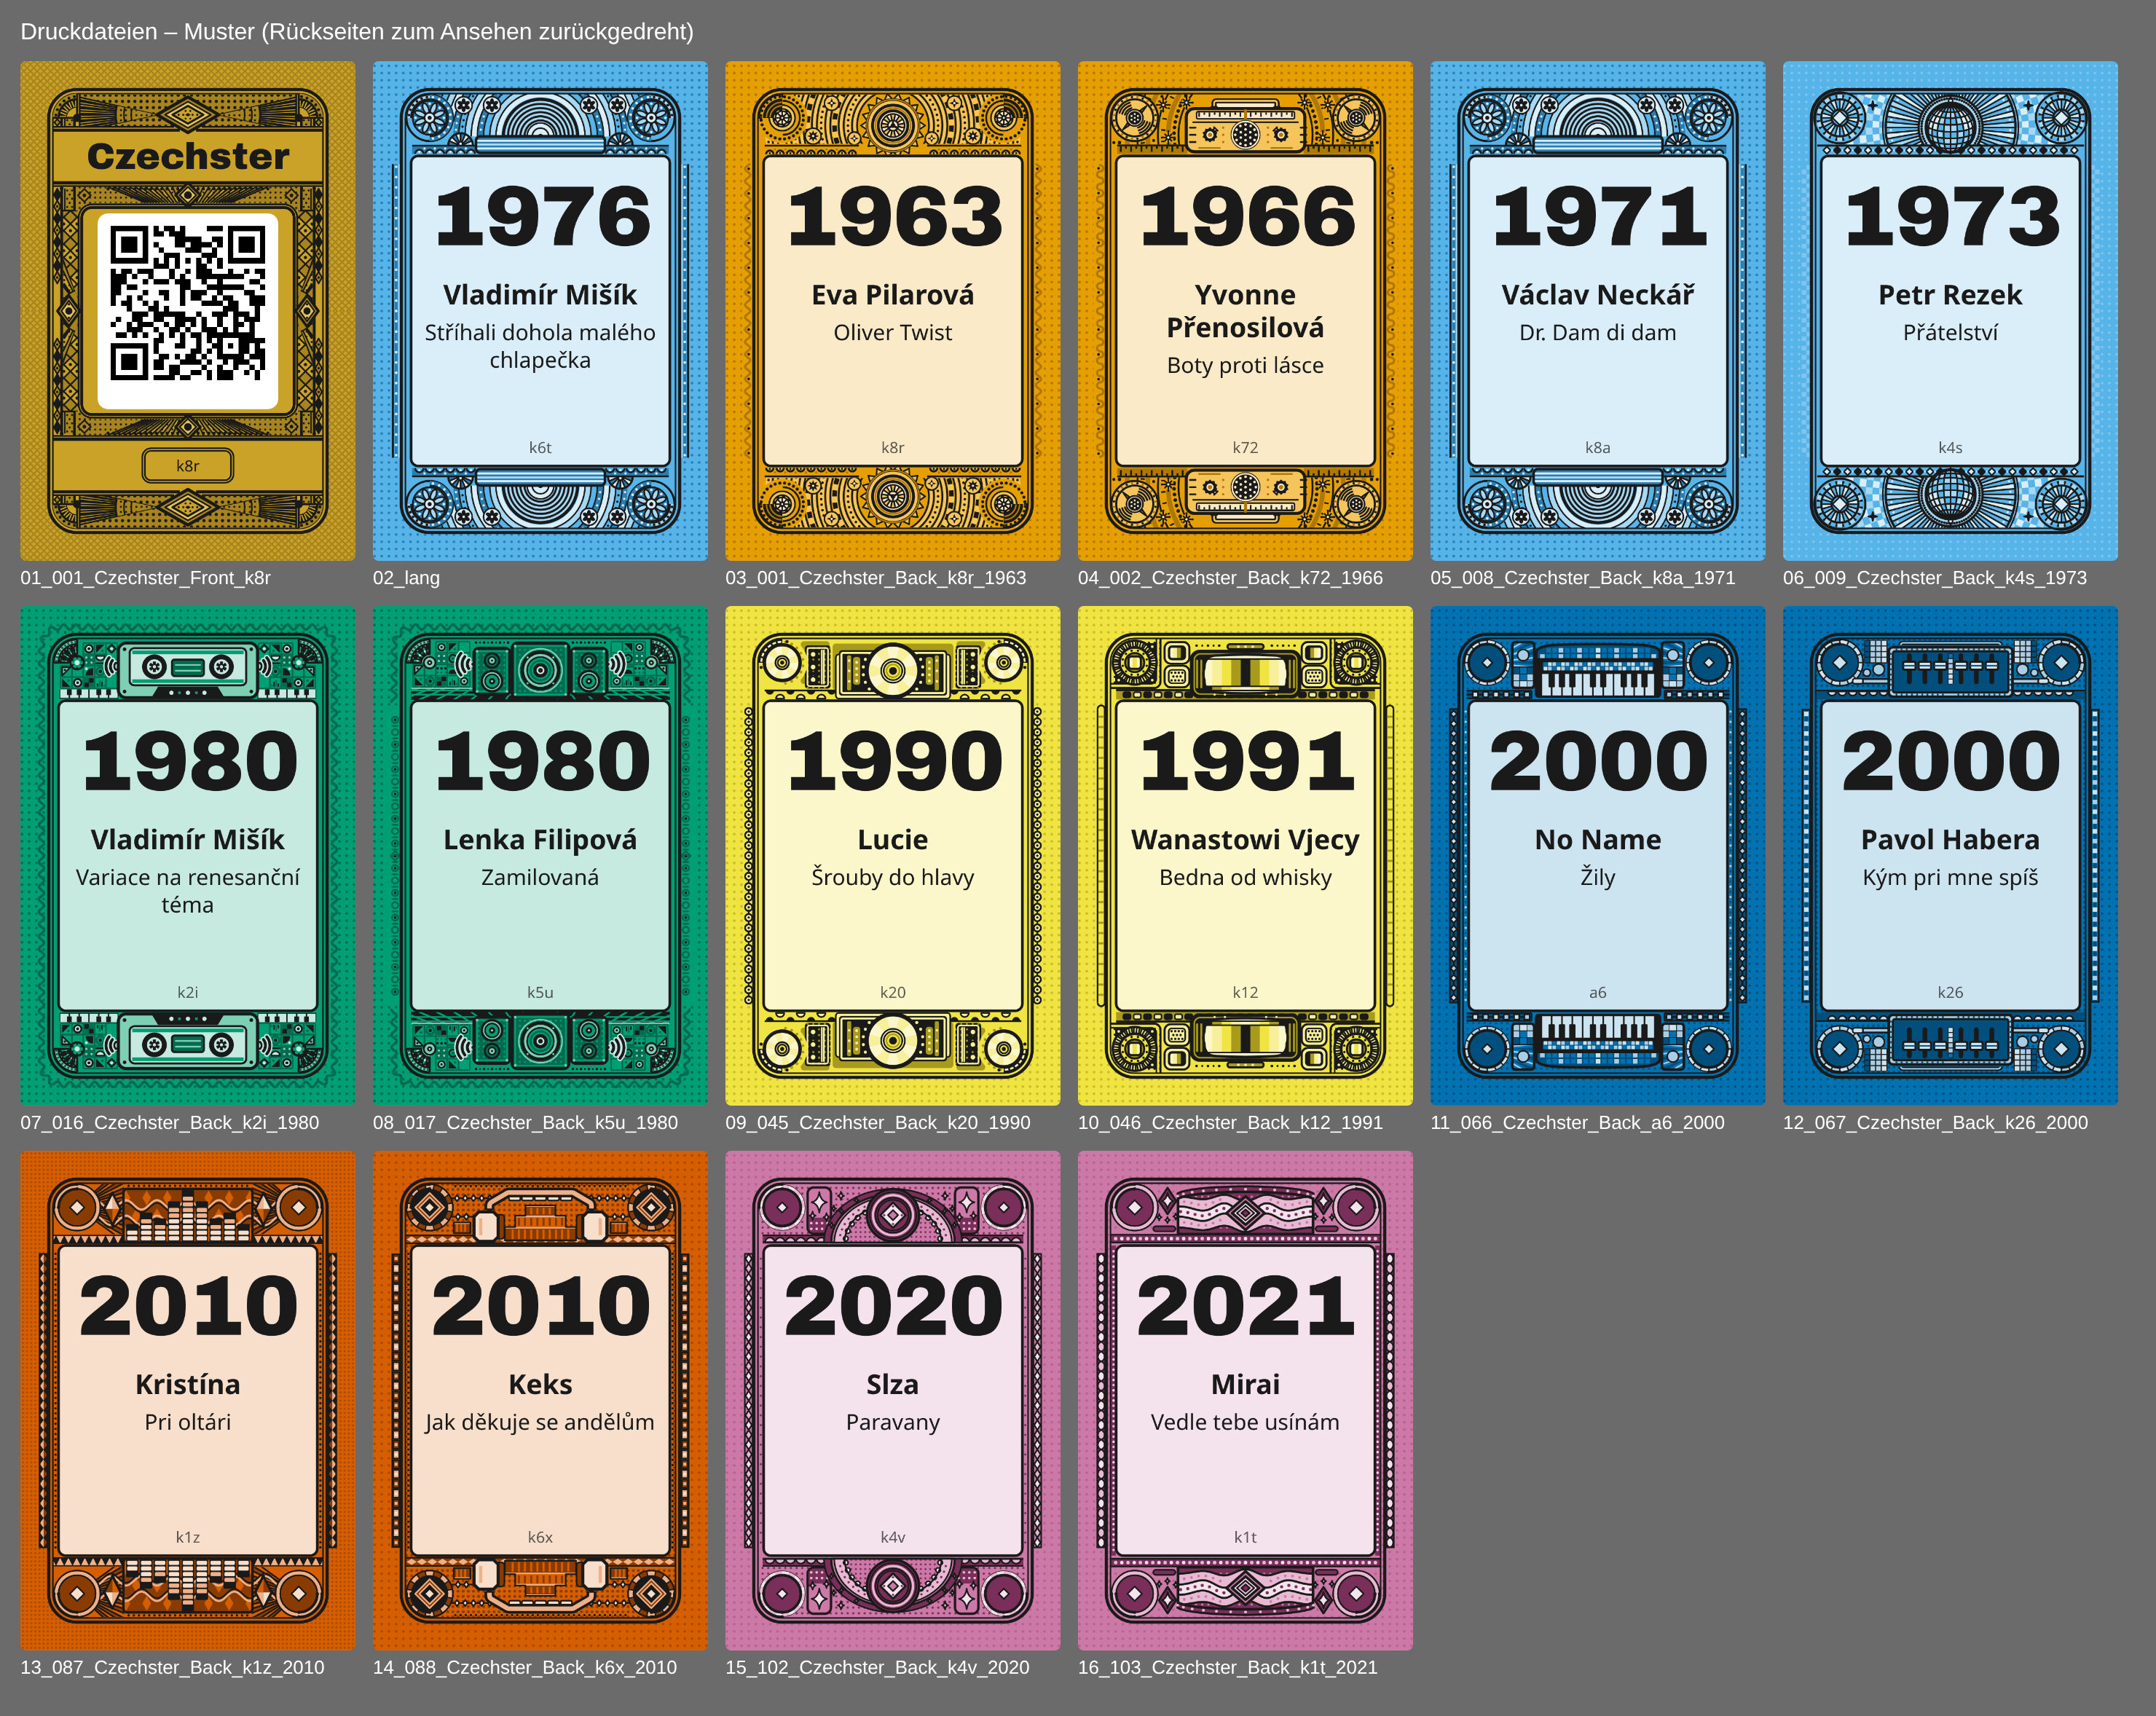 Druckdateien – Muster (Rückseiten zum Ansehen zurückgedreht)
Czechster
k8r
01_001_Czechster_Front_k8r
1976
Vladimír Mišík
Stříhali dohola malého
chlapečka
k6t
02_lang
1963
Eva Pilarová
Oliver Twist
k8r
03_001_Czechster_Back_k8r_1963
1966
Yvonne
Přenosilová
Boty proti lásce
k72
04_002_Czechster_Back_k72_1966
1971
Václav Neckář
Dr. Dam di dam
k8a
05_008_Czechster_Back_k8a_1971
1973
Petr Rezek
Přátelství
k4s
06_009_Czechster_Back_k4s_1973
1980
Vladimír Mišík
Variace na renesanční
téma
k2i
07_016_Czechster_Back_k2i_1980
1980
Lenka Filipová
Zamilovaná
k5u
08_017_Czechster_Back_k5u_1980
1990
Lucie
Šrouby do hlavy
k20
09_045_Czechster_Back_k20_1990
1991
Wanastowi Vjecy
Bedna od whisky
k12
10_046_Czechster_Back_k12_1991
2000
No Name
Žily
a6
11_066_Czechster_Back_a6_2000
2000
Pavol Habera
Kým pri mne spíš
k26
12_067_Czechster_Back_k26_2000
2010
Kristína
Pri oltári
k1z
13_087_Czechster_Back_k1z_2010
2010
Keks
Jak děkuje se andělům
k6x
14_088_Czechster_Back_k6x_2010
2020
Slza
Paravany
k4v
15_102_Czechster_Back_k4v_2020
2021
Mirai
Vedle tebe usínám
k1t
16_103_Czechster_Back_k1t_2021